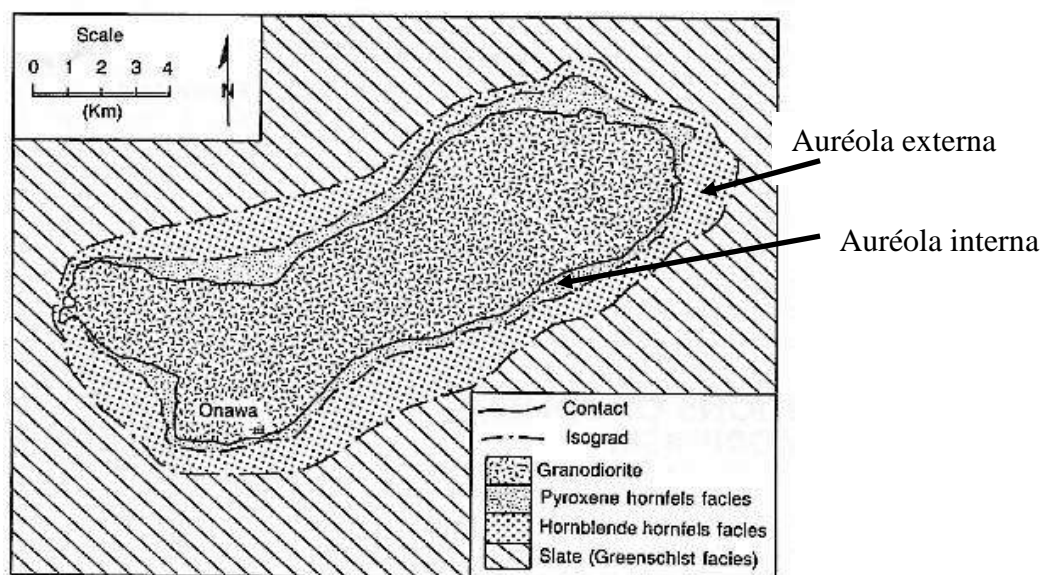 Scale
0 1 2 3 4
(Km)
N
Auréola externa
Auréola interna
Onawa
Contact
Isograd
Granodiorite
Pyroxene hornfels facies
Hornblende hornfels facies
Slate (Greenschist facies)